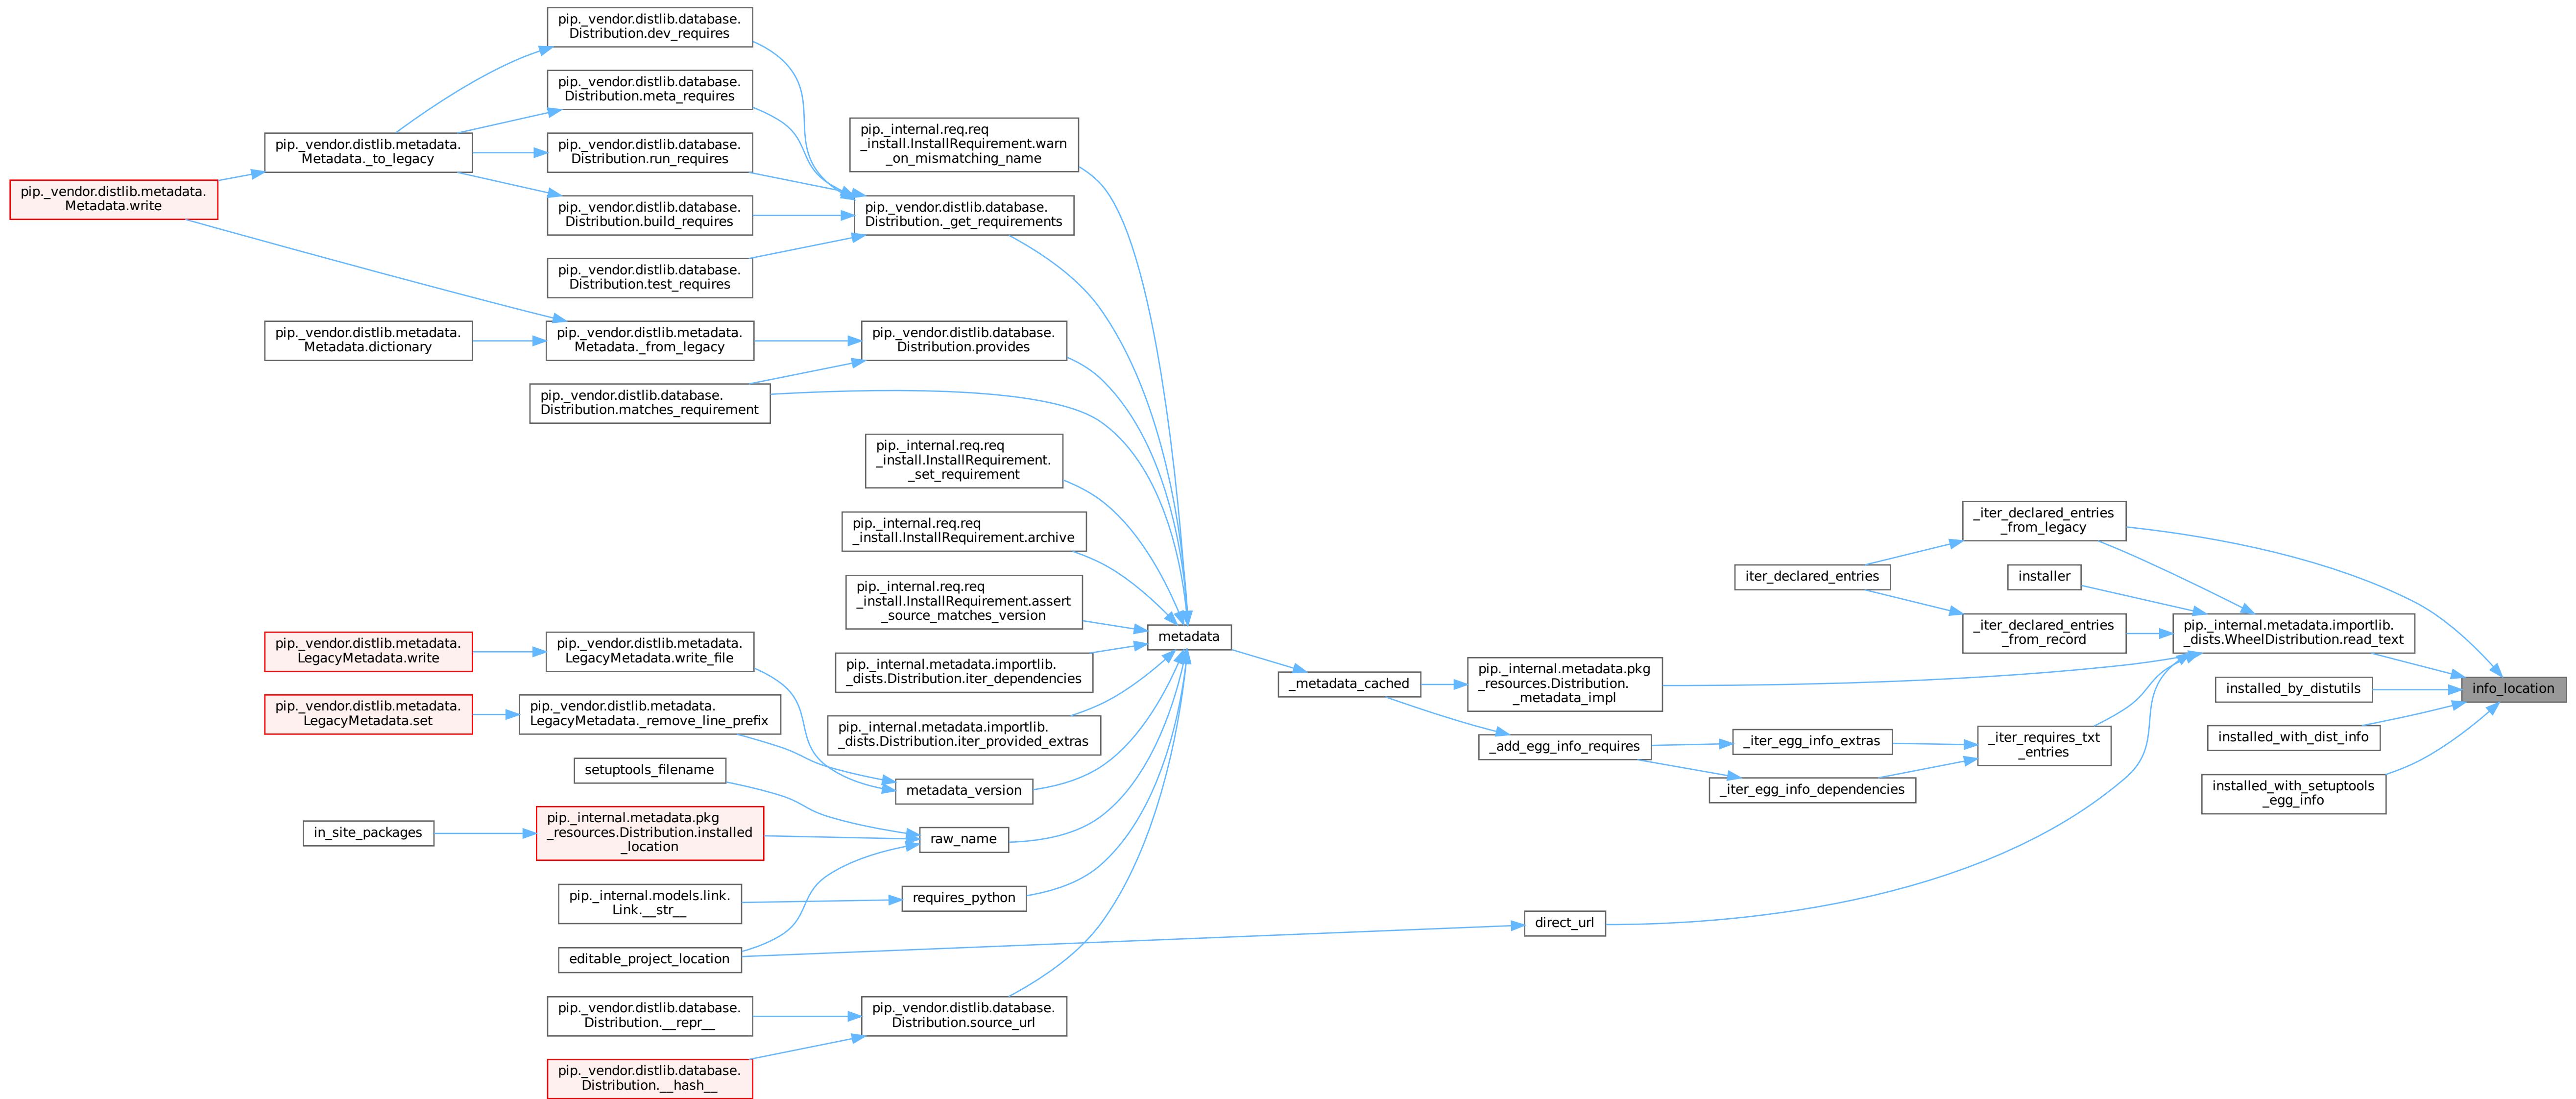 pip._vendor.distlib.database.
Distribution.dev_requires
pip._vendor.distlib.database.
Distribution.meta_requires
pip._vendor.distlib.metadata.
Metadata._to_legacy
pip._vendor.distlib.database.
Distribution.run_requires
pip._vendor.distlib.metadata.
Metadata.write
pip._vendor.distlib.database.
Distribution.build_requires
pip._vendor.distlib.database.
Distribution.test_requires
pip._internal.req.req
_install.InstallRequirement.warn
_on_mismatching_name
pip._vendor.distlib.database.
Distribution._get_requirements
pip._vendor.distlib.metadata.
Metadata.dictionary
pip._vendor.distlib.metadata.
Metadata._from_legacy
pip._vendor.distlib.database.
Distribution.provides
pip._vendor.distlib.database.
Distribution.matches_requirement
pip._internal.req.req
_install.InstallRequirement.
_set_requirement
pip._internal.req.req
_install.InstallRequirement.archive
pip._internal.req.req
_install.InstallRequirement.assert
_source_matches_version
pip._vendor.distlib.metadata.
LegacyMetadata.write
pip._vendor.distlib.metadata.
LegacyMetadata.write_file
pip._internal.metadata.importlib.
_dists.Distribution.iter_dependencies
pip._vendor.distlib.metadata.
LegacyMetadata.set
pip._vendor.distlib.metadata.
LegacyMetadata._remove_line_prefix
pip._internal.metadata.importlib.
_dists.Distribution.iter_provided_extras
setuptools_filename
metadata_version
in_site_packages
pip._internal.metadata.pkg
_resources.Distribution.installed
_location
raw_name
pip._internal.models.link.
Link.__str__
requires_python
editable_project_location
pip._vendor.distlib.database.
Distribution.__repr__
pip._vendor.distlib.database.
Distribution.source_url
pip._vendor.distlib.database.
Distribution.__hash__
metadata
_metadata_cached
pip._internal.metadata.pkg
_resources.Distribution.
_metadata_impl
_add_egg_info_requires
_iter_egg_info_extras
_iter_egg_info_dependencies
direct_url
iter_declared_entries
_iter_declared_entries
_from_legacy
installer
_iter_declared_entries
_from_record
_iter_requires_txt
_entries
pip._internal.metadata.importlib.
_dists.WheelDistribution.read_text
installed_by_distutils
installed_with_dist_info
installed_with_setuptools
_egg_info
info_location